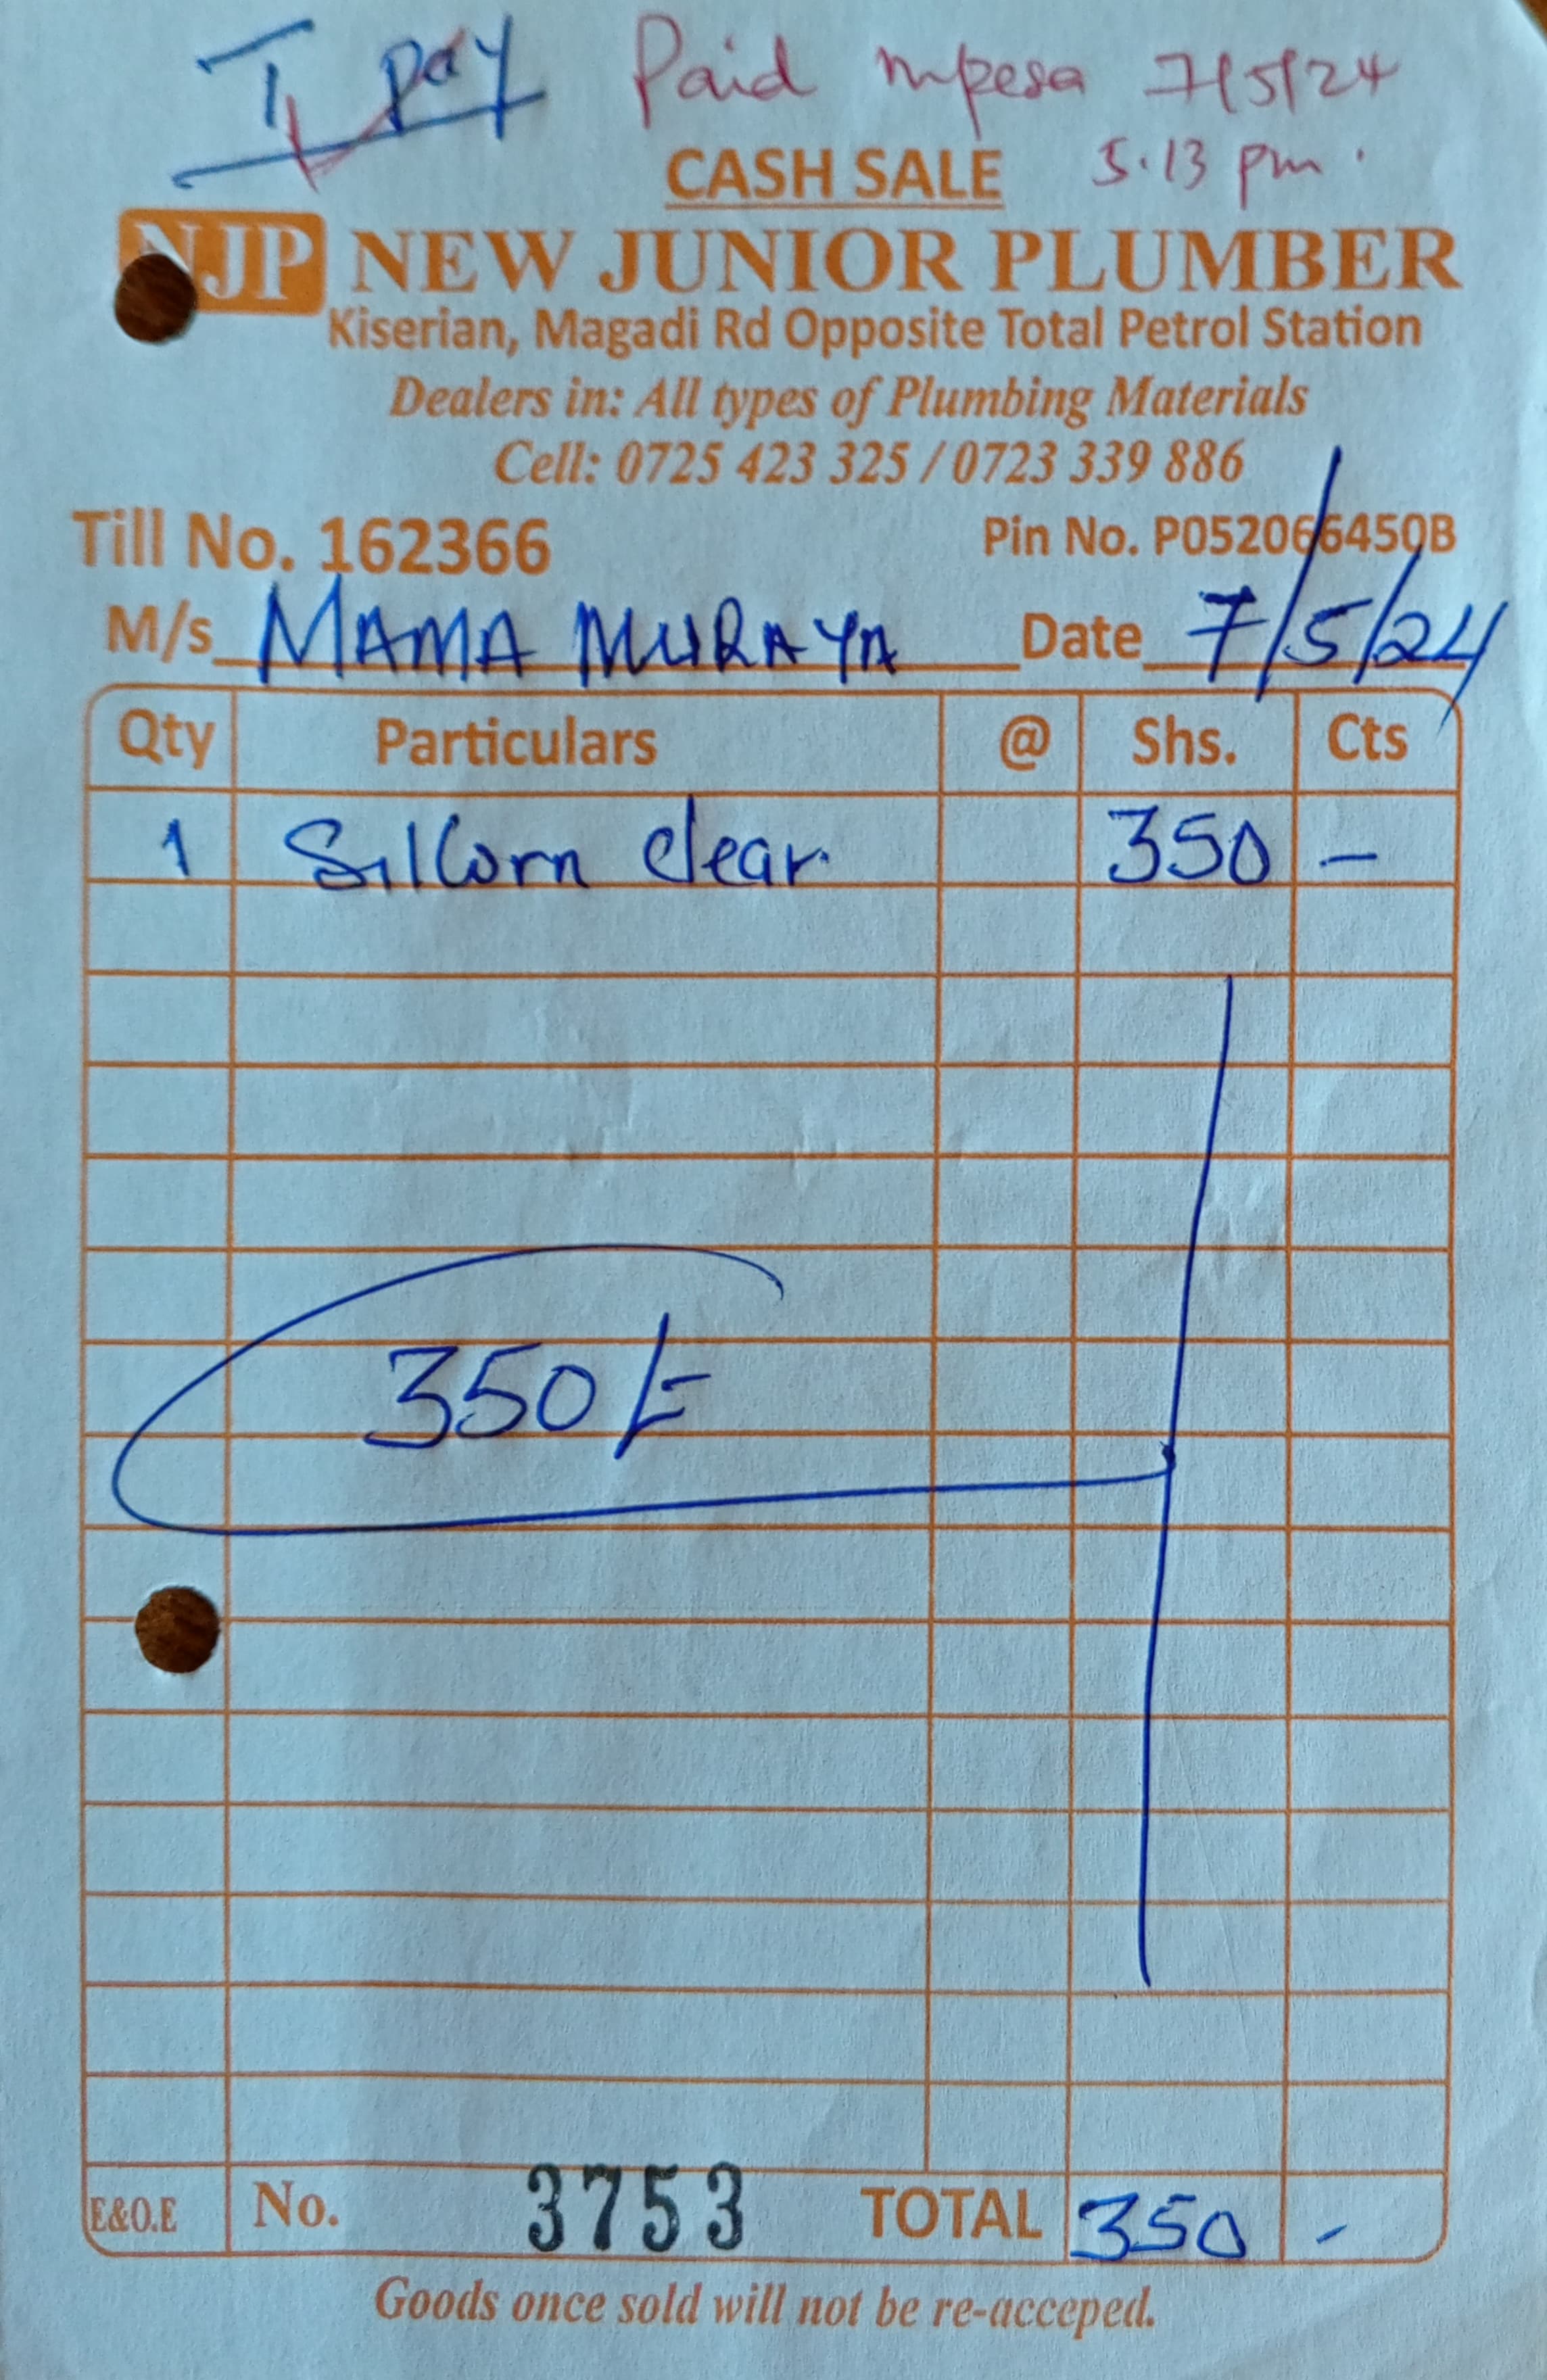 I pay Paid mpesa 7/5/24
5.13 pm.
CASH SALE
NJP NEW JUNIOR PLUMBER
Kiserian, Magadi Rd Opposite Total Petrol Station
Dealers in: All types of Plumbing Materials
Cell: 0725 423 325 / 0723 339 886
Till No. 162366 Pin No. P052066450B
M/s MAMA MURAYA Date 7/5/24
Qty Particulars @ Shs. Cts
1 Silicorn clear 350 -
350/=
E&O.E No. 3753 TOTAL 350 -
Goods once sold will not be re-acceped.